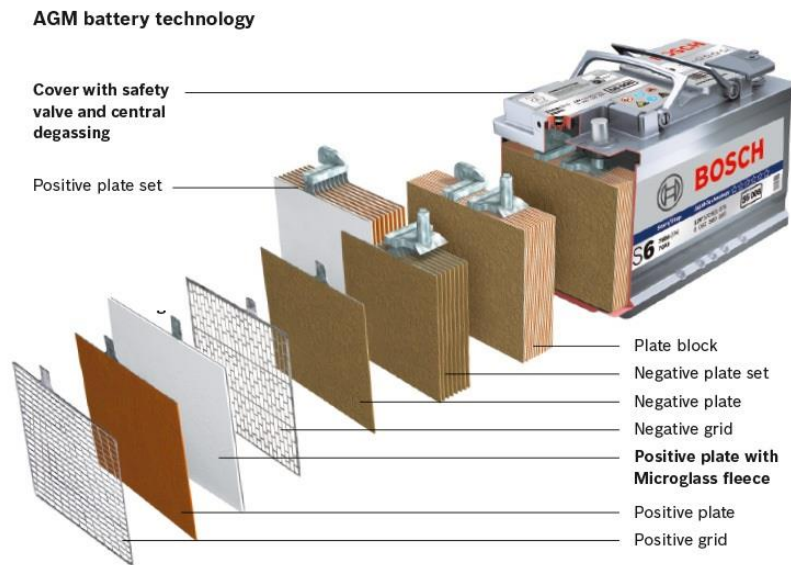 AGM battery technology
Cover with safety
valve and central
degassing
Positive plate set
BOSCH
BOSCH
S6
Plate block
Negative plate set
Negative plate
Negative grid
Positive plate with
Microglass fleece
Positive plate
Positive grid